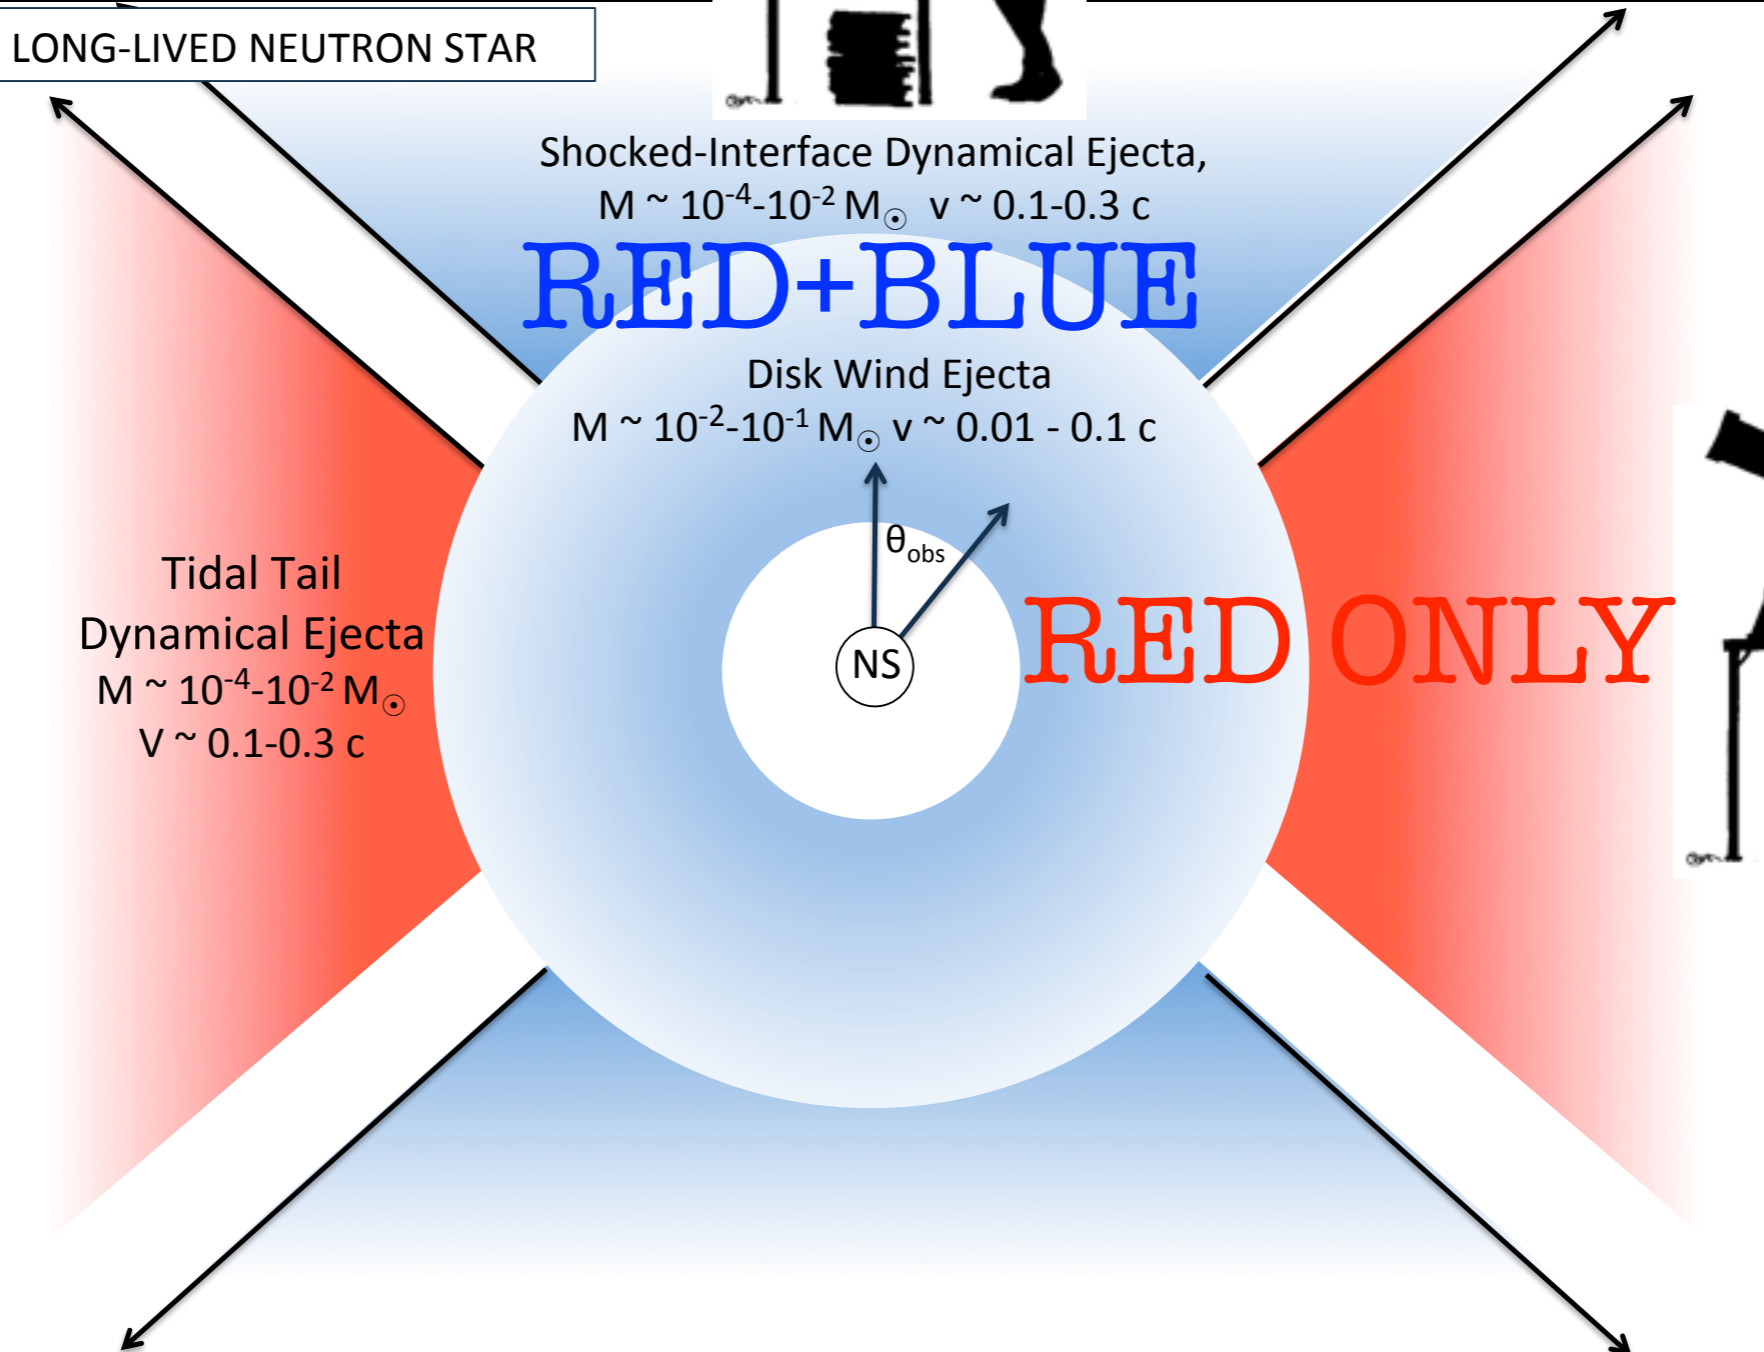 LONG-LIVED NEUTRON STAR
Shocked-Interface Dynamical Ejecta,
M ~ 10⁻⁴-10⁻² M☉ v ~ 0.1-0.3 c
RED+BLUE
Disk Wind Ejecta
M ~ 10⁻²-10⁻¹ M☉ v ~ 0.01 - 0.1 c
θobs
NS
RED ONLY
Tidal Tail
Dynamical Ejecta
M ~ 10⁻⁴-10⁻² M☉
V ~ 0.1-0.3 c